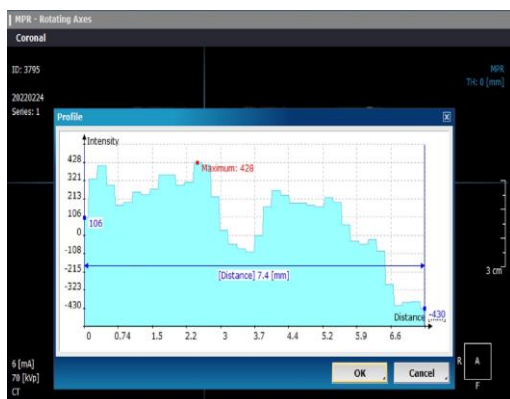 MPR - Rotating Axes
Coronal
ID: 3795
MPR
TH: 0 [mm]
20220224
Series: 1
Profile
Intensity
428
Maximum: 428
321
213
106
106
0
-108
-215
[Distance] 7.4 [mm]
3 cm
-323
-430
Distance
-430
0 0.74 1.5 2.2 3 3.7 4.4 5.2 5.9 6.6
OK Cancel
6 [mA]
70 [kVp]
CT
R A
F